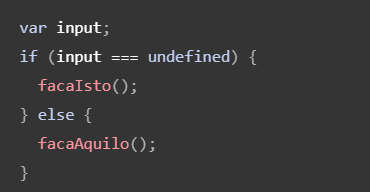 var input;
if (input === undefined) {
  facaIsto();
} else {
  facaAquilo();
}